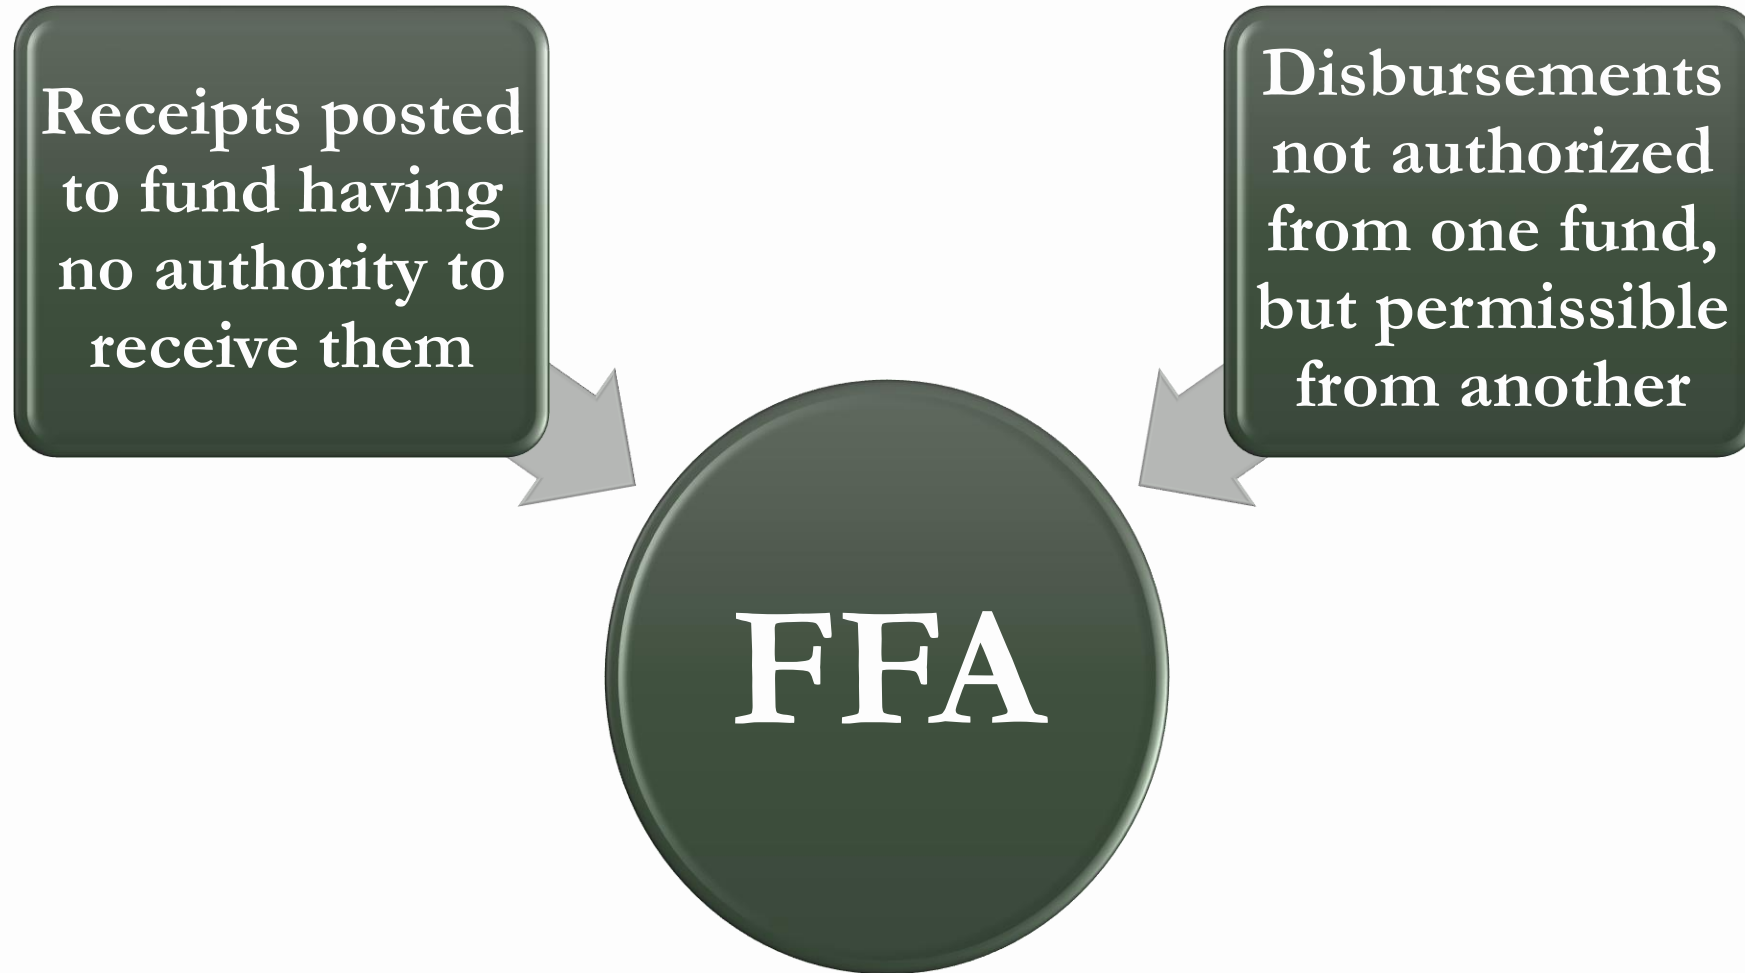 Receipts posted
to fund having
no authority to
receive them
Disbursements
not authorized
from one fund,
but permissible
from another
FFA